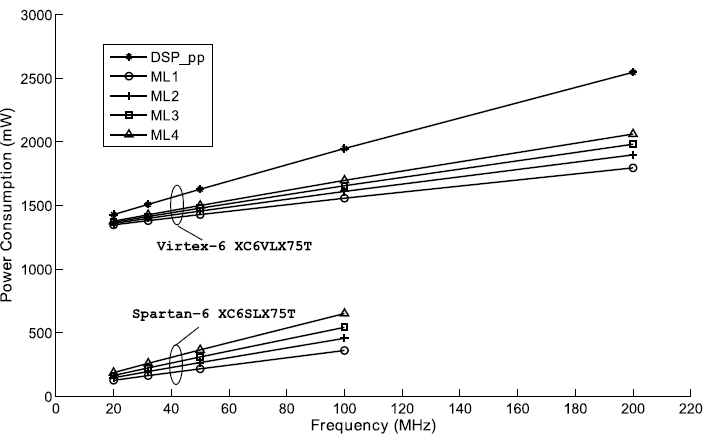 3000
2500
2000
1500
1000
500
0
Power Consumption (mW)
DSP_pp
ML1
ML2
ML3
ML4
Virtex-6 XC6VLX75T
Spartan-6 XC6SLX75T
0 20 40 60 80 100 120 140 160 180 200 220
Frequency (MHz)